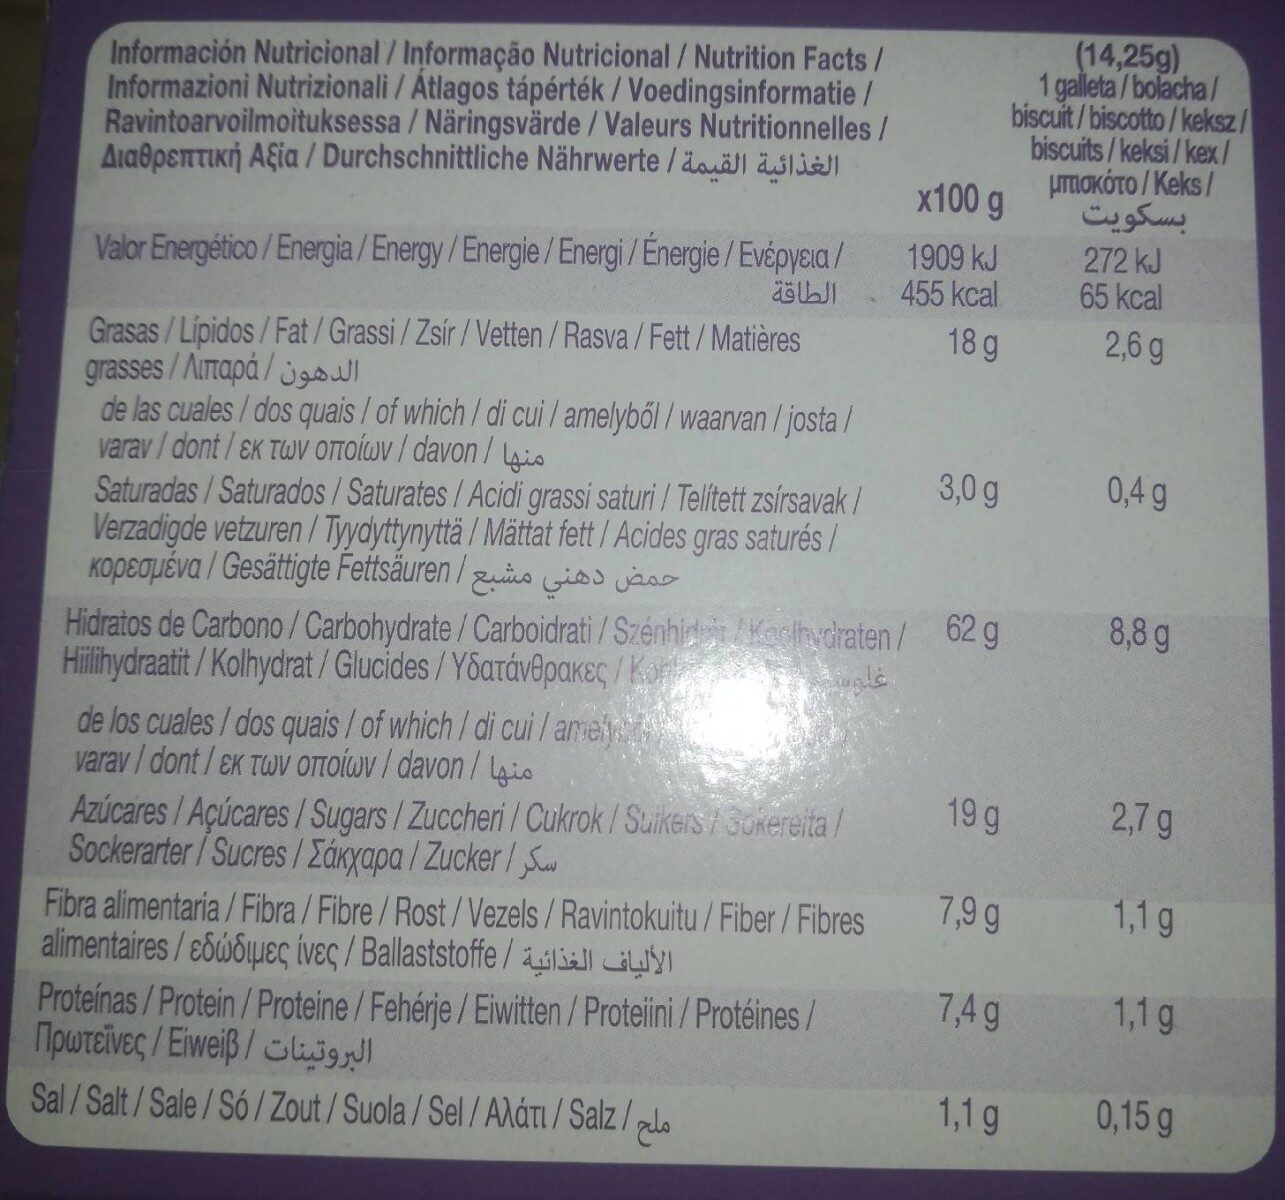 Información Nutricional / Informação Nutricional / Nutrition Facts /
Informazioni Nutrizionali / Átlagos tápérték / Voedingsinformatie /
Ravintoarvoilmoituksessa / Näringsvärde / Valeurs Nutritionnelles /
Διαθρεπτική Αξία / Durchschnittliche Nährwerte / الغذائية القيمة
x100 g
(14,25g)
1 galleta / bolacha /
biscuit / biscotto / keksz /
biscuits / keksi / kex /
μπισκότο / Keks /
بسكويت
Valor Energético / Energia / Energy / Energie / Energi / Énergie / Ενέργεια / 1909 kJ 272 kJ
الطاقة 455 kcal 65 kcal
Grasas / Lípidos / Fat / Grassi / Zsír / Vetten / Rasva / Fett / Matières 18 g 2,6 g
grasses / Λιπαρά / الدهون
de las cuales / dos quais / of which / di cui / amelyből / waarvan / josta /
varav / dont / εκ των οποίων / davon / منها
Saturadas / Saturados / Saturates / Acidi grassi saturi / Telített zsírsavak / 3,0 g 0,4 g
Verzadigde vetzuren / Tyydyttynyttä / Mättat fett / Acides gras saturés /
κορεσμένα / Gesättigte Fettsäuren / حمض دهني مشبع
Hidratos de Carbono / Carbohydrate / Carboidrati / Szénhidrát / Koolhydraten / 62 g 8,8 g
Hiilihydraatit / Kolhydrat / Glucides / Υδατάνθρακες /
de los cuales / dos quais / of which / di cui /
varav / dont / εκ των οποίων / davon / منها
Azúcares / Açúcares / Sugars / Zuccheri / Cukrok / Suikers / Sokereita / 19 g 2,7 g
Sockerarter / Sucres / Σάκχαρα / Zucker / سكر
Fibra alimentaria / Fibra / Fibre / Rost / Vezels / Ravintokuitu / Fiber / Fibres 7,9 g 1,1 g
alimentaires / εδώδιμες ίνες / Ballaststoffe / الألياف الغذائية
Proteínas / Protein / Proteine / Fehérje / Eiwitten / Proteiini / Protéines / 7,4 g 1,1 g
Πρωτεΐνες / Eiweiβ / البروتينات
Sal / Salt / Sale / Só / Zout / Suola / Sel / Αλάτι / Salz / ملح 1,1 g 0,15 g